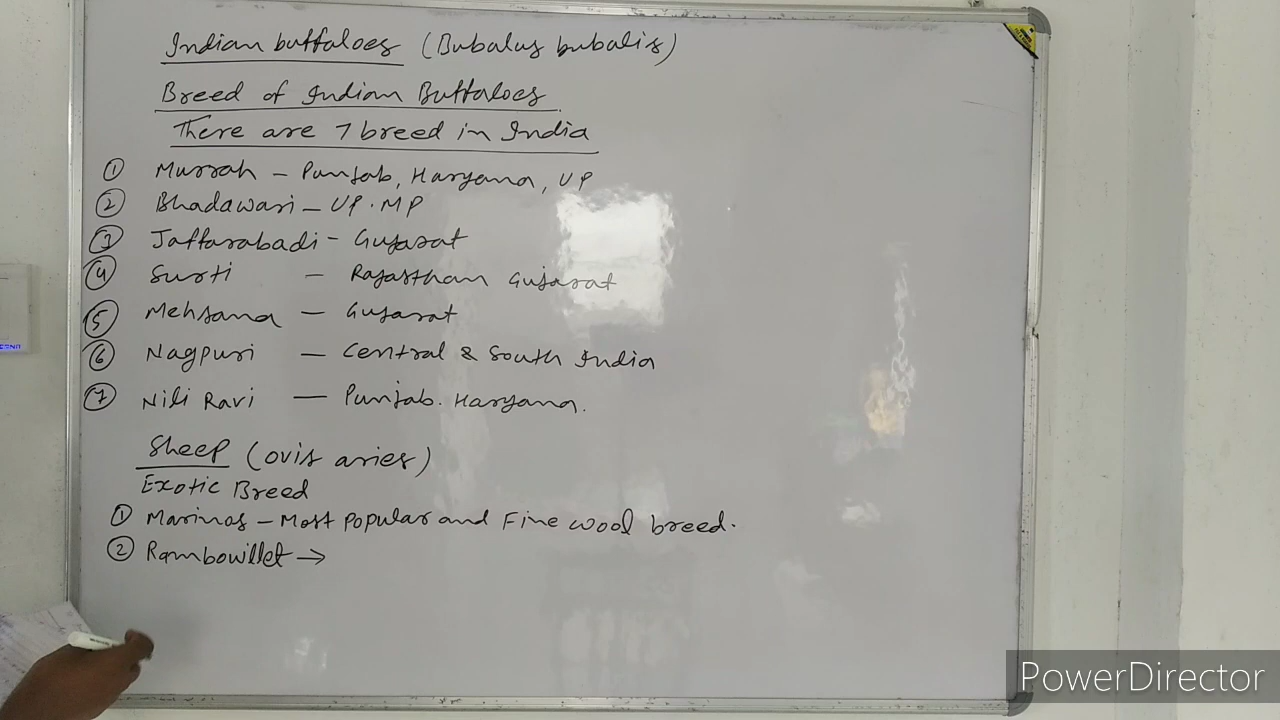 Indian buffaloes (Bubalus bubalis)
Breed of Indian Buffaloes
There are 7 breed in India
① Murrah - Punjab, Haryana, UP
② Bhadawari - UP. MP
③ Jaffarabadi - Gujarat
④ Surti - Rajasthan Gujarat
⑤ Mehsana - Gujarat
⑥ Nagpuri - Central & South India
⑦ Nili Ravi - Punjab. Haryana.
Sheep (ovis aries)
Exotic Breed
① Marinos - Most Popular and Fine wool breed.
② Rambouillet →
PowerDirector